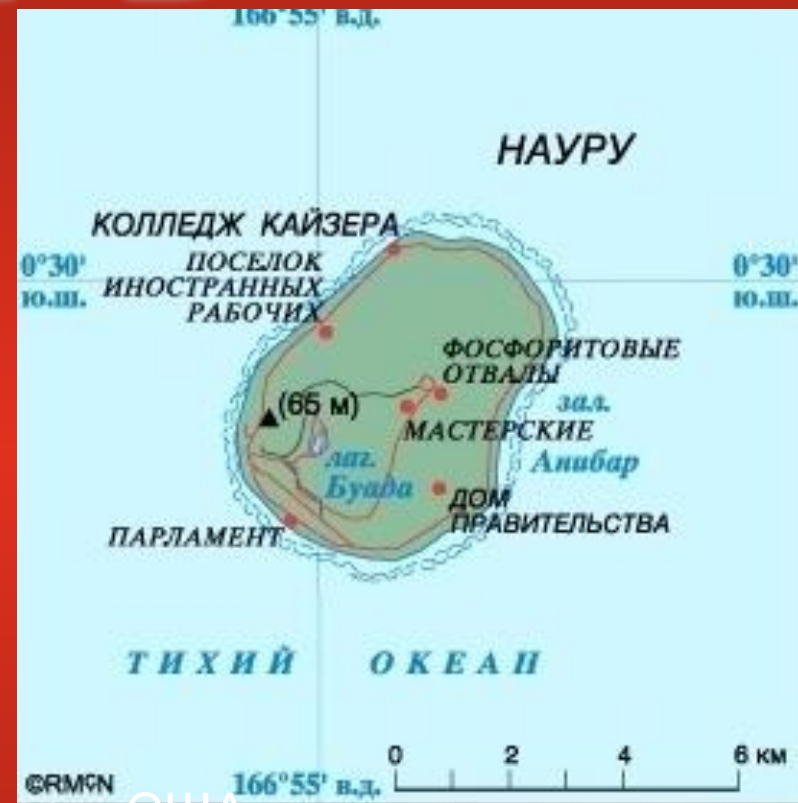 166°55' в.д.
НАУРУ
КОЛЛЕДЖ КАЙЗЕРА
0°30'
ю.ш.
ПОСЕЛОК
ИНОСТРАННЫХ
РАБОЧИХ
0°30'
ю.ш.
ФОСФОРИТОВЫЕ
ОТВАЛЫ
(65 м)
зал.
Анибар
МАСТЕРСКИЕ
лаг.
Буада
ДОМ
ПРАВИТЕЛЬСТВА
ПАРЛАМЕНТ
ТИХИЙ ОКЕАН
0 2 4 6 км
©RMCN
166°55' в.д.